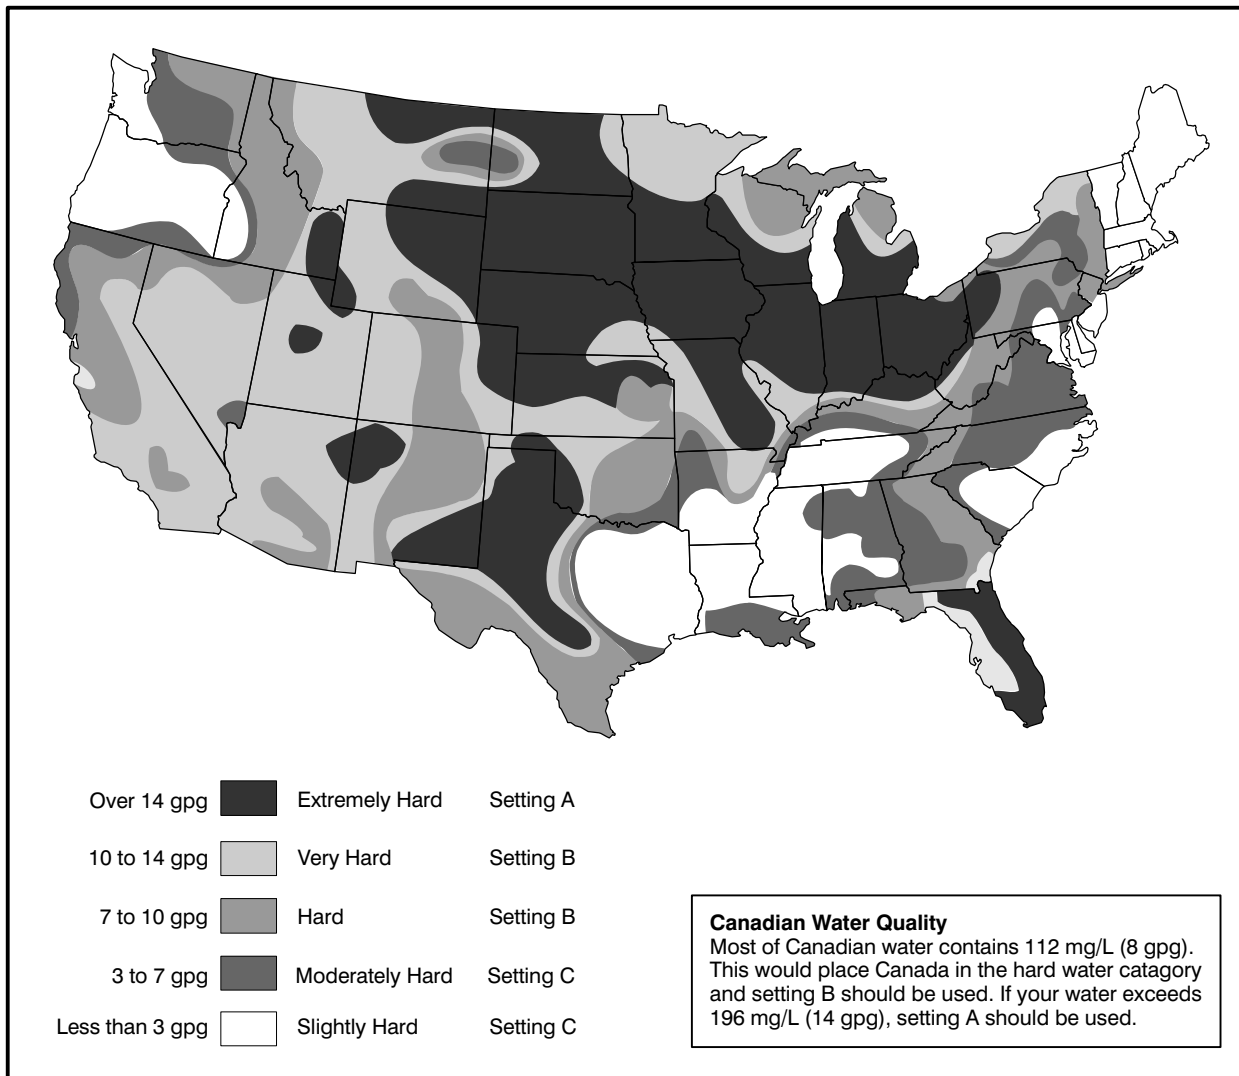 Over 14 gpg Extremely Hard Setting A
10 to 14 gpg Very Hard Setting B
7 to 10 gpg Hard Setting B
3 to 7 gpg Moderately Hard Setting C
Less than 3 gpg Slightly Hard Setting C
Canadian Water Quality
Most of Canadian water contains 112 mg/L (8 gpg).
This would place Canada in the hard water catagory
and setting B should be used. If your water exceeds
196 mg/L (14 gpg), setting A should be used.